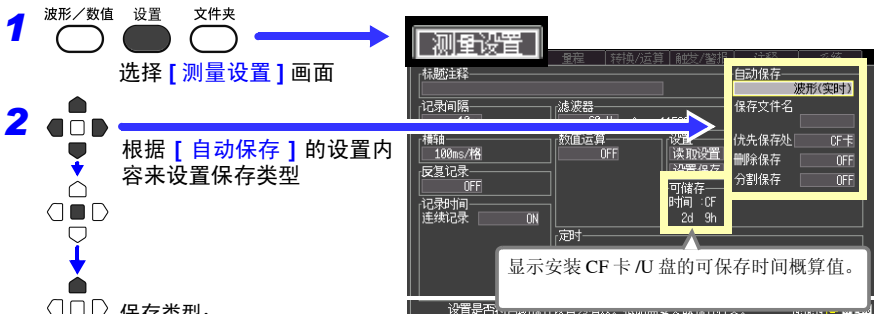 波形／数值 设置 文件夹
1
选择 [ 测量设置 ] 画面
2
根据 [ 自动保存 ] 的设置内
容来设置保存类型
保存类型:
测量设置
量程 转换/运算 触发/警报 注释 系统
标题注释
自动保存
波形(实时)
记录间隔
滤波器
保存文件名
横轴
100ms/格
数值运算
OFF
设置
读取设置
优先保存处 CF卡
反复记录
OFF
删除保存 OFF
分割保存 OFF
可储存
时间 :CF
2d 9h
记录时间
连续记录 ON
定时
显示安装 CF 卡 /U 盘的可保存时间概算值。